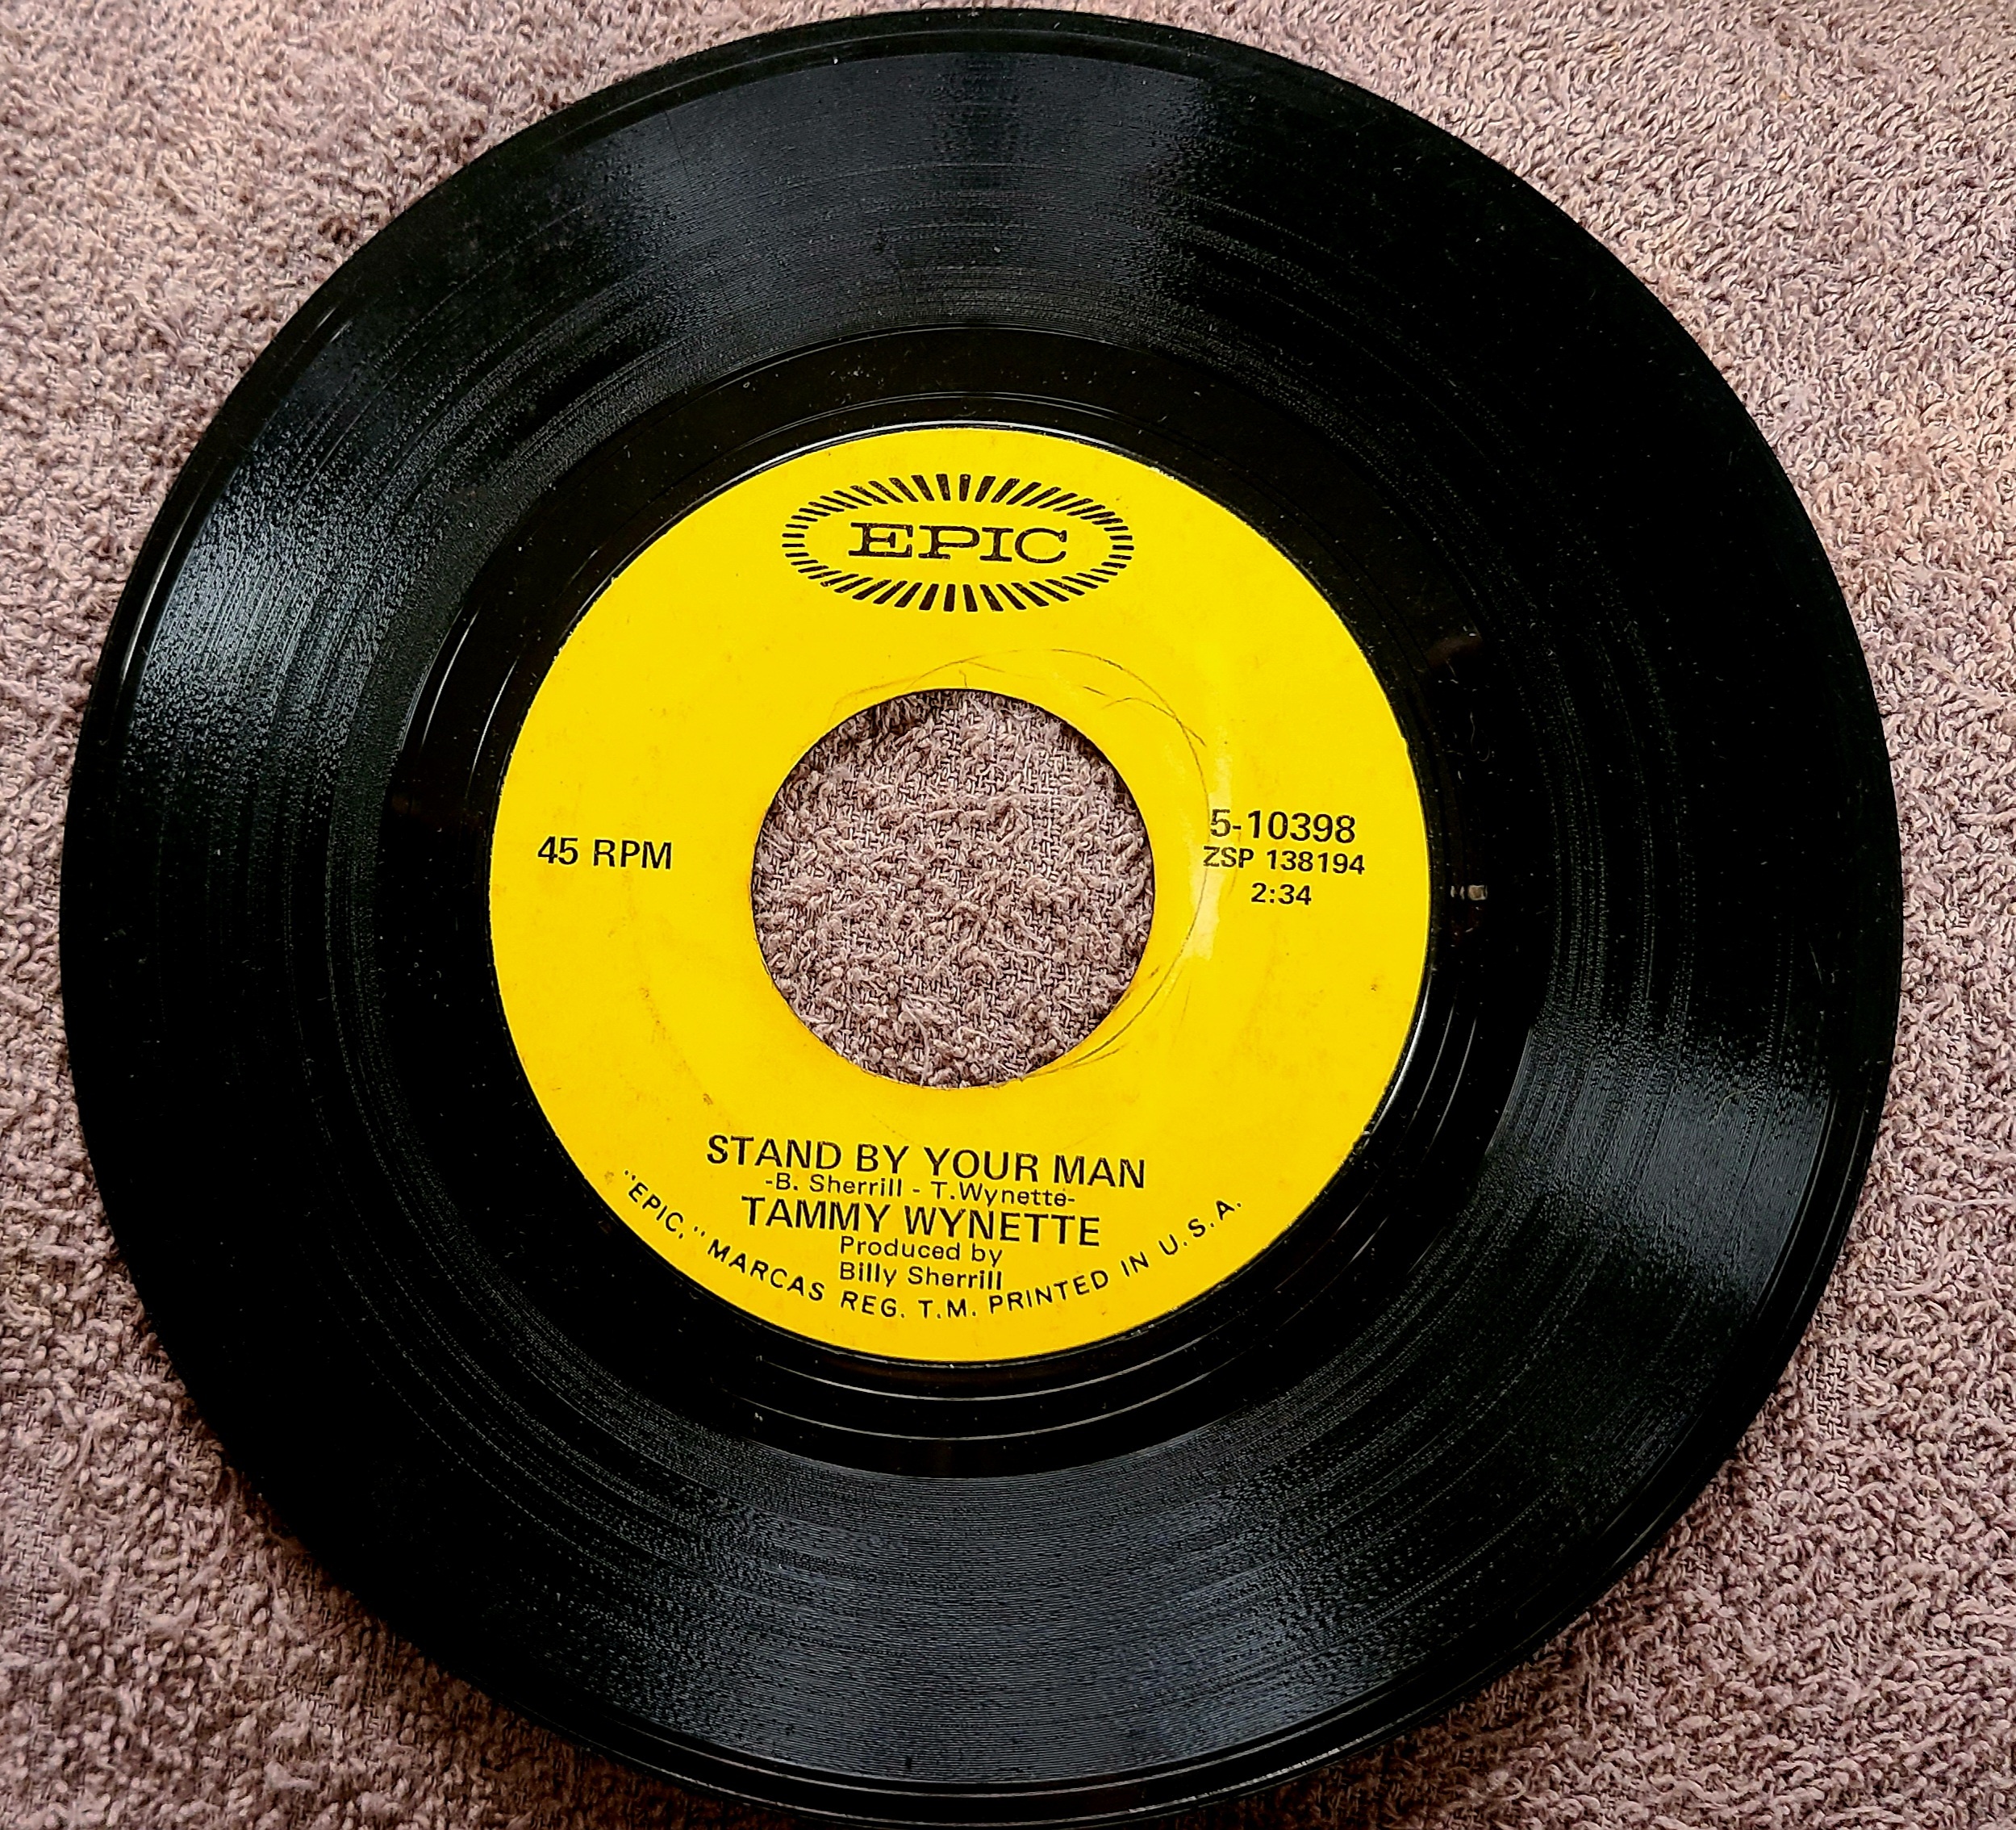 EPIC
45 RPM
5-10398
ZSP 138194
2:34
STAND BY YOUR MAN
-B. Sherrill - T.Wynette-
TAMMY WYNETTE
Produced by
Billy Sherrill
"EPIC," MARCAS REG. T.M. PRINTED IN U.S.A.